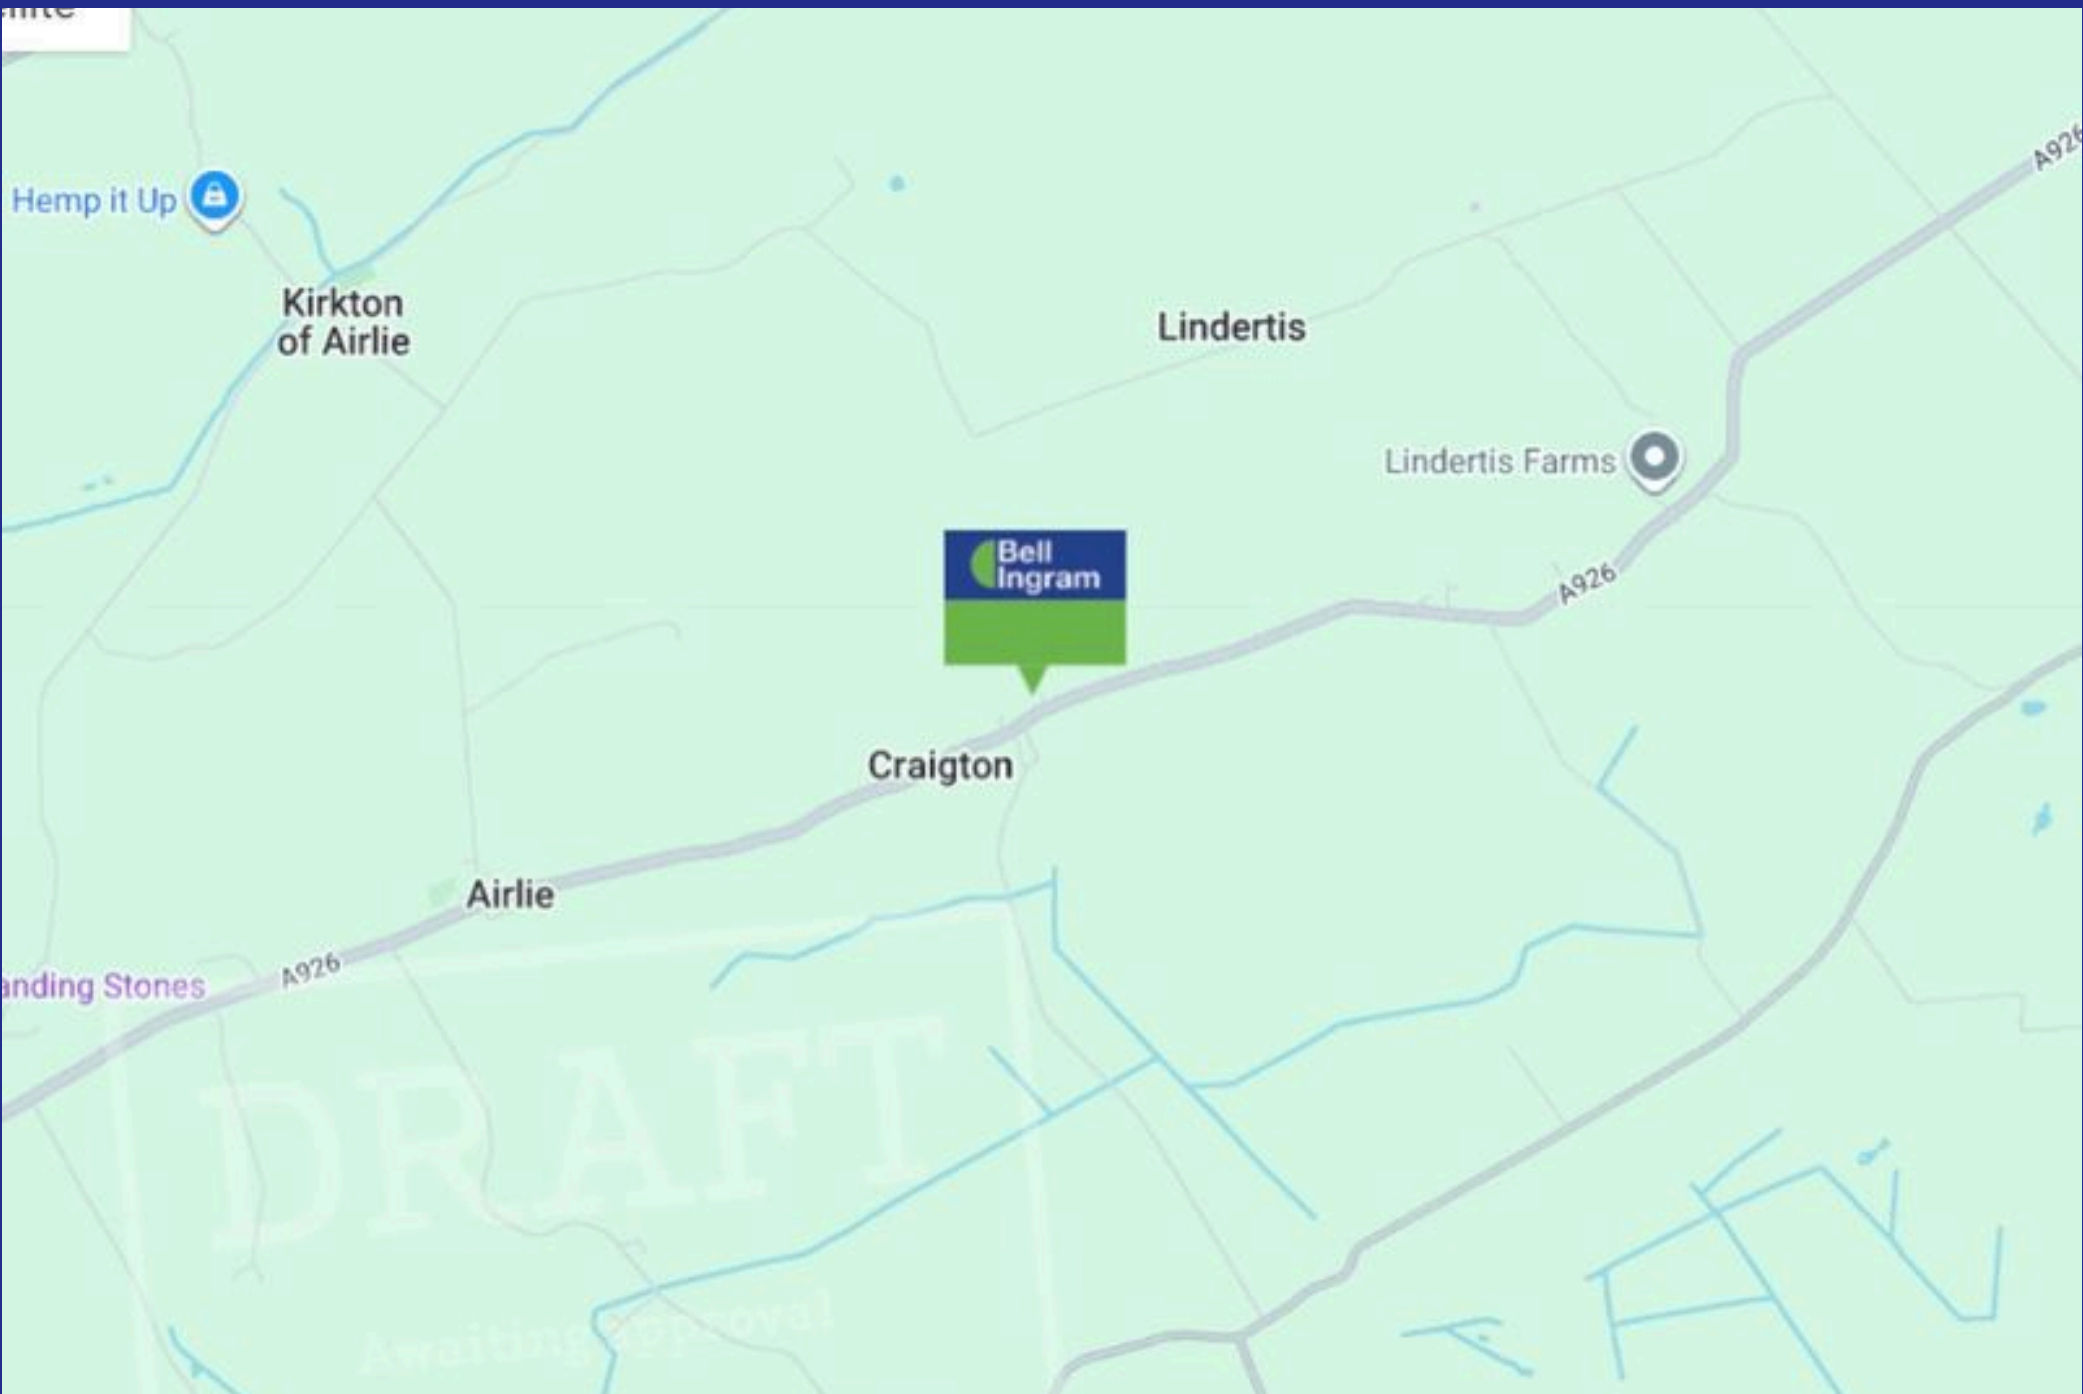 A926
Hemp it Up
Kirkton
of Airlie
Lindertis
Lindertis Farms
Bell
Ingram
A926
Craigton
Airlie
A926
Standing Stones
DRAFT
Awaiting approval